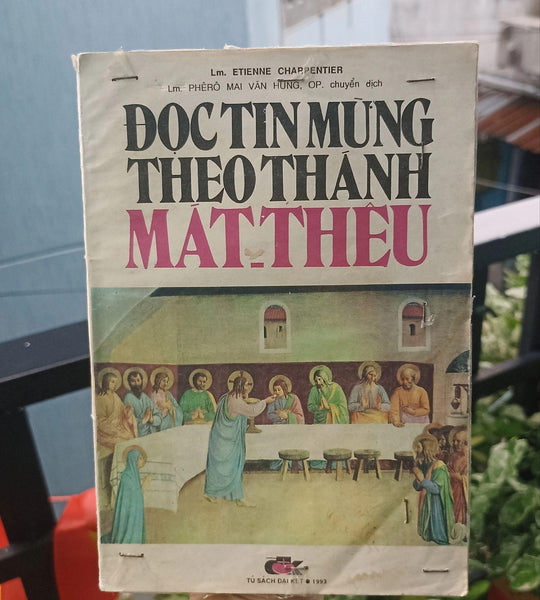 Lm. ETIENNE CHARPENTIER
Lm. PHÊRÔ MAI VĂN HÙNG, OP. chuyển dịch
ĐỌC TIN MỪNG
THEO THÁNH
MÁT-THÊU
TỦ SÁCH ĐẠI KẾT 1993